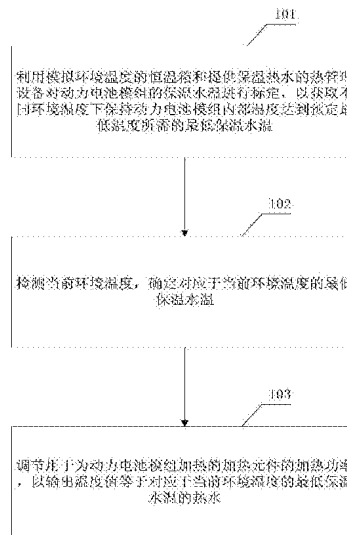 101
利用模拟环境温度的恒温箱和提供保温热水的热管理
设备对动力电池模组的保温水温进行标定，以获取不
同环境温度下保持动力电池模组内部温度达到预定最
低温度所需的最低保温水温
102
检测当前环境温度，确定对应于当前环境温度的最低
保温水温
103
调节用于为动力电池模组加热的加热元件的加热功率
，以输出温度值等于对应于当前环境温度的最低保温
水温的热水